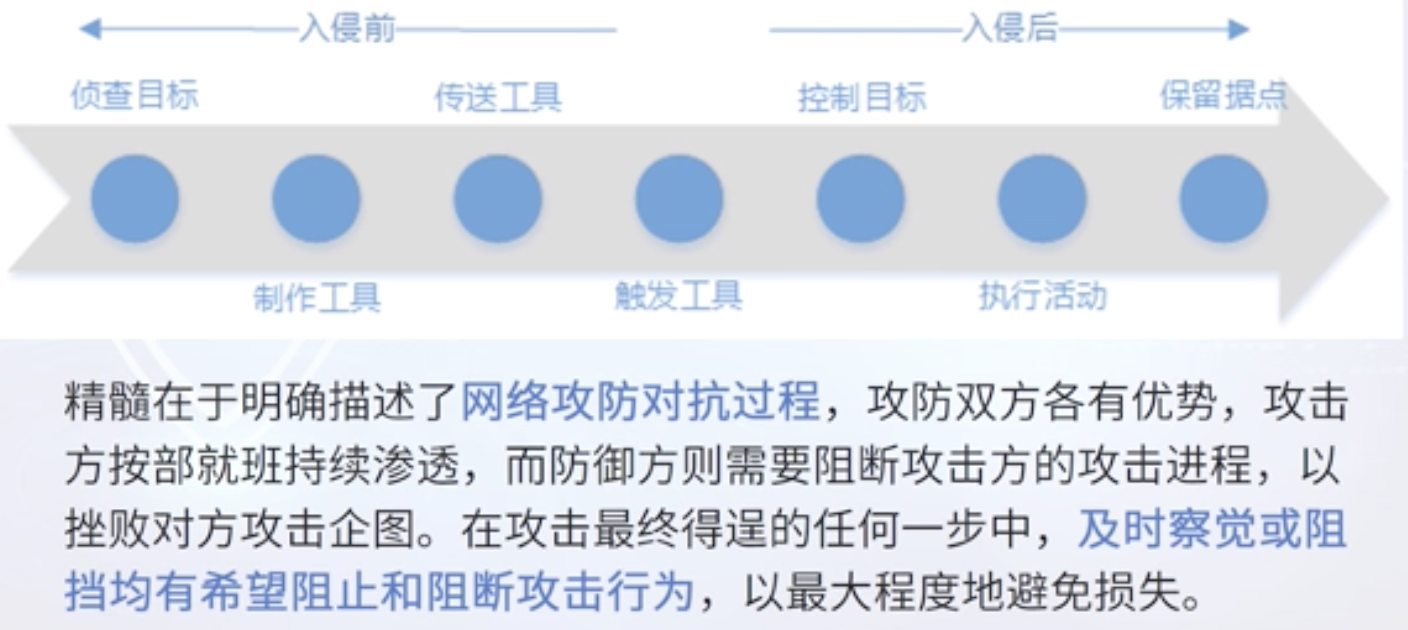 入侵前
入侵后
侦查目标
传送工具
控制目标
保留据点
制作工具
触发工具
执行活动
精髓在于明确描述了网络攻防对抗过程，攻防双方各有优势，攻击
方按部就班持续渗透，而防御方则需要阻断攻击方的攻击进程，以
挫败对方攻击企图。在攻击最终得逞的任何一步中，及时察觉或阻
挡均有希望阻止和阻断攻击行为，以最大程度地避免损失。